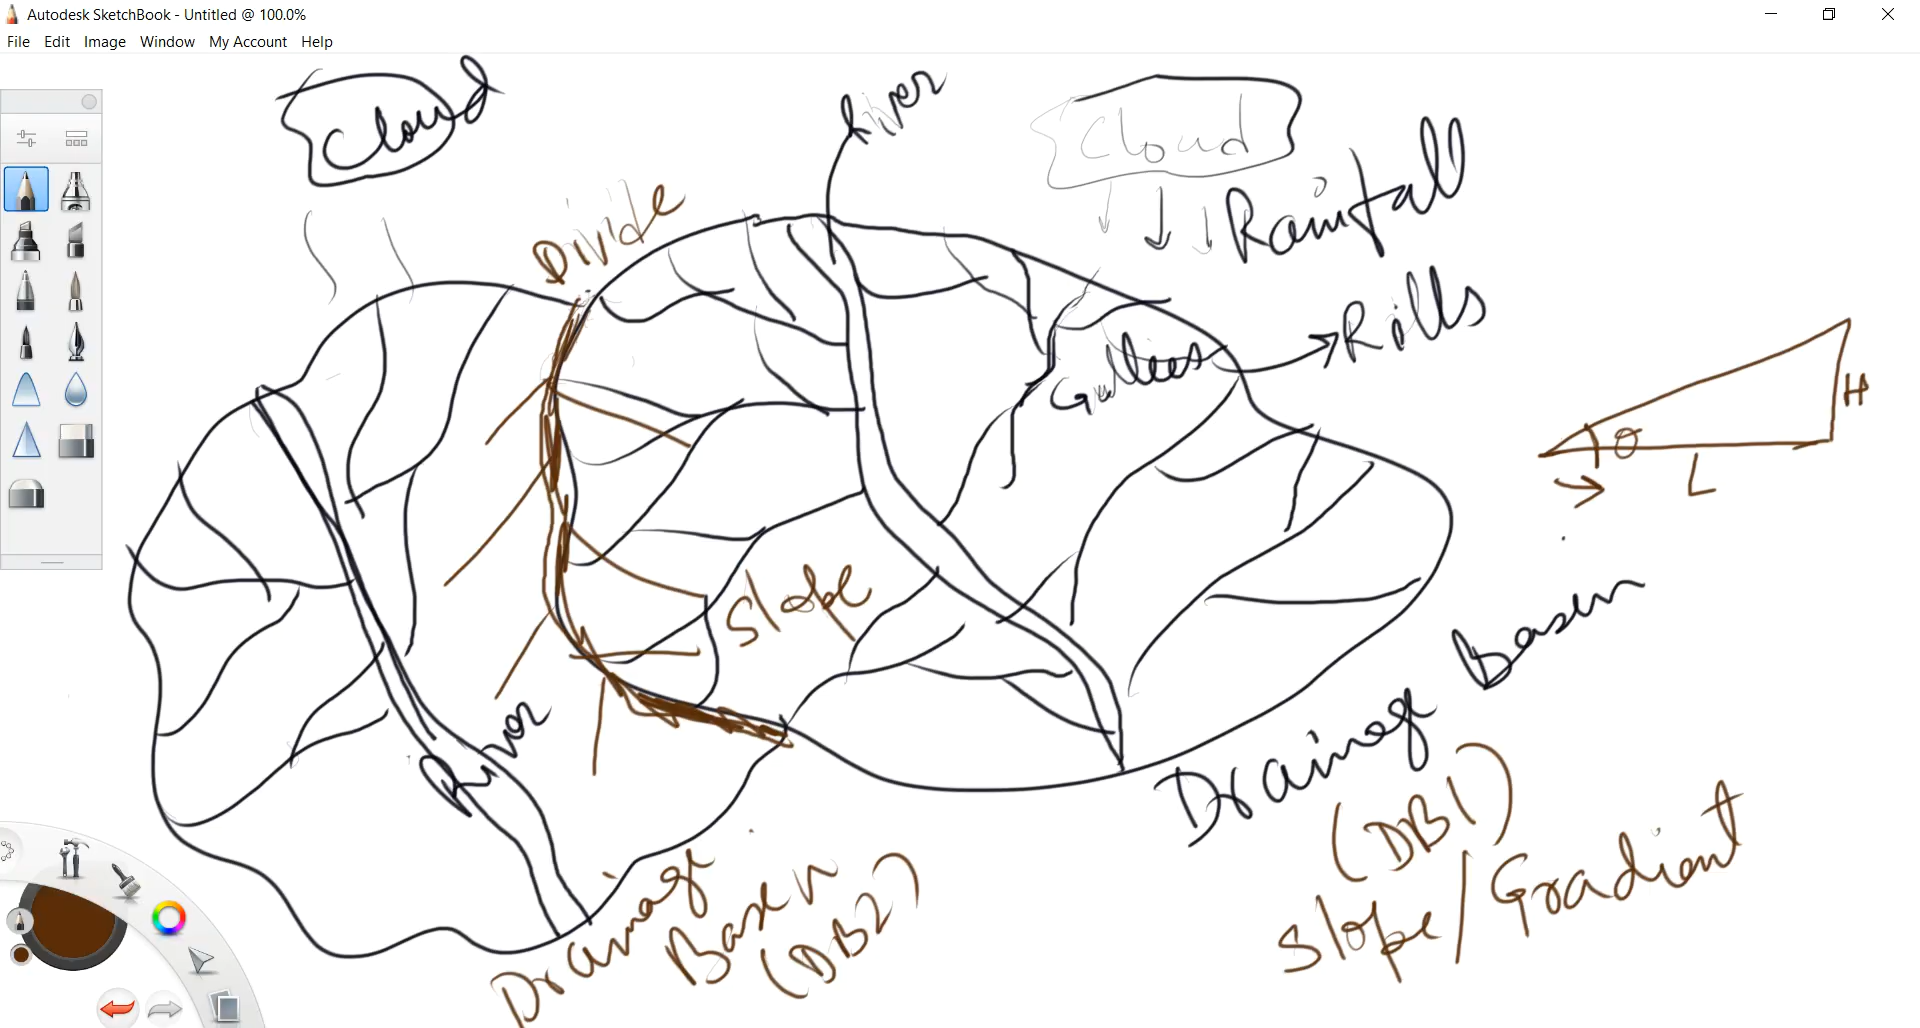 Autodesk SketchBook - Untitled @ 100.0%
File Edit Image Window My Account Help
Cloud
River
Cloud
Rainfall
Divide
Rills
Gullies
H
θ
L
Slope
River
Drainage Basin
(DB1)
Slope/Gradient
Drainage
Basin
(DB2)